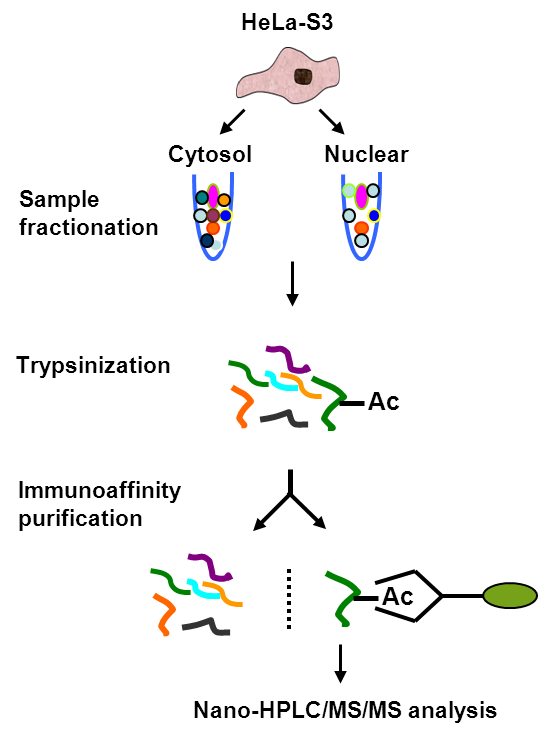 HeLa-S3
Cytosol
Nuclear
Sample
fractionation
Trypsinization
Ac
Immunoaffinity
purification
Ac
Nano-HPLC/MS/MS analysis